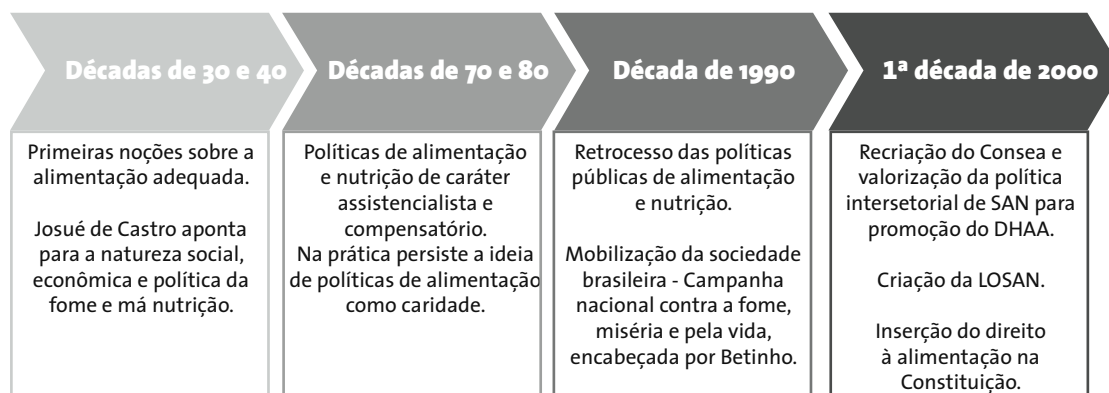 Décadas de 30 e 40
Primeiras noções sobre a
alimentação adequada.
Josué de Castro aponta
para a natureza social,
econômica e política da
fome e má nutrição.
Décadas de 70 e 80
Políticas de alimentação
e nutrição de caráter
assistencialista e
compensatório.
Na prática persiste a ideia
de políticas de alimentação
como caridade.
Década de 1990
Retrocesso das políticas
públicas de alimentação
e nutrição.
Mobilização da sociedade
brasileira - Campanha
nacional contra a fome,
miséria e pela vida,
encabeçada por Betinho.
1ª década de 2000
Recriação do Consea e
valorização da política
intersetorial de SAN para
promoção do DHAA.
Criação da LOSAN.
Inserção do direito
à alimentação na
Constituição.